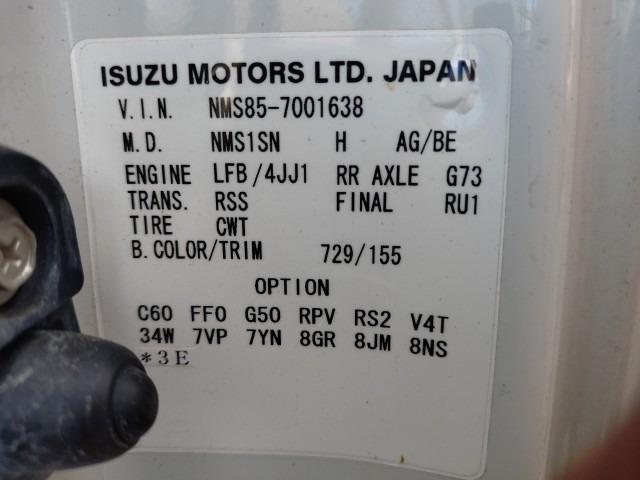 ISUZU MOTORS LTD. JAPAN
V.I.N. NMS85-7001638
M.D. NMS1SN H AG/BE
ENGINE LFB/4JJ1 RR AXLE G73
TRANS. RSS FINAL RU1
TIRE CWT
B.COLOR/TRIM 729/155
OPTION
C60 FF0 G50 RPV RS2 V4T
34W 7VP 7YN 8GR 8JM 8NS
*3E